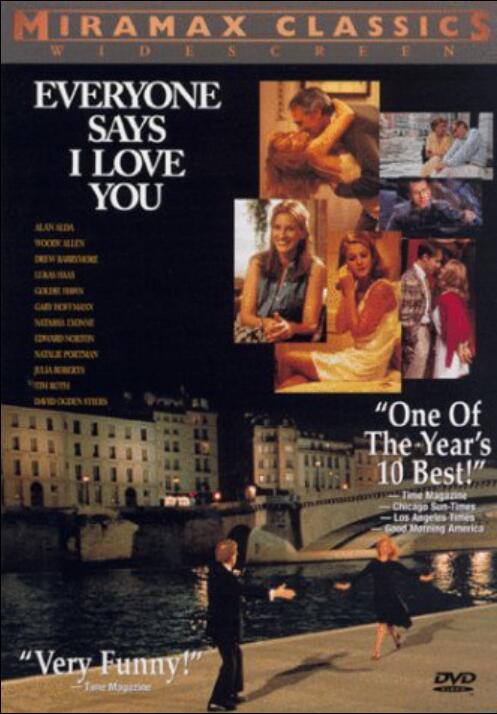 MIRAMAX CLASSICS
WIDESCREEN
EVERYONE
SAYS
I LOVE
YOU
ALAN ALDA
WOODY ALLEN
DREW BARRYMORE
LUKAS HAAS
GOLDIE HAWN
GABY HOFFMANN
NATASHA LYONNE
EDWARD NORTON
NATALIE PORTMAN
JULIA ROBERTS
TIM ROTH
DAVID OGDEN STIERS
"One Of
The Year's
10 Best!"
— Time Magazine
— Chicago Sun-Times
— Los Angeles Times
— Good Morning America
"Very Funny!"
— Time Magazine
DVD
VIDEO